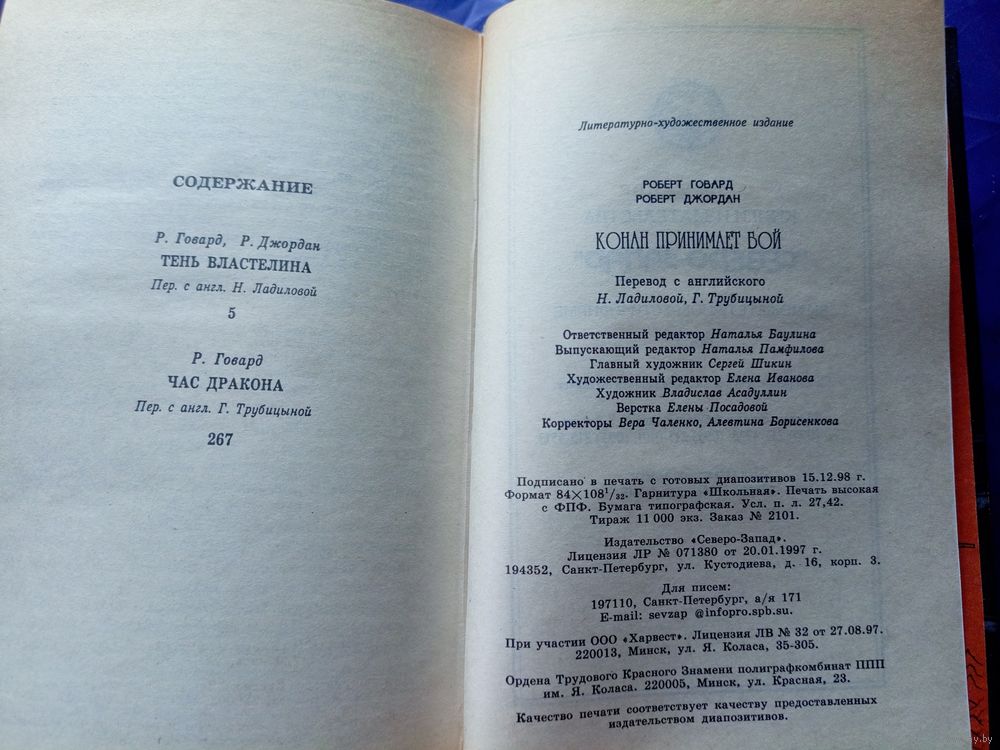 СОДЕРЖАНИЕ
Р. Говард, Р. Джордан
ТЕНЬ ВЛАСТЕЛИНА
Пер. с англ. Н. Ладиловой
5
Р. Говард
ЧАС ДРАКОНА
Пер. с англ. Г. Трубицыной
267
Литературно-художественное издание
РОБЕРТ ГОВАРД
РОБЕРТ ДЖОРДАН
КОНАН ПРИНИМАЕТ БОЙ
Перевод с английского
Н. Ладиловой, Г. Трубицыной
Ответственный редактор Наталья Баулина
Выпускающий редактор Наталья Памфилова
Главный художник Сергей Шикин
Художественный редактор Елена Иванова
Художник Владислав Асадуллин
Верстка Елены Посадовой
Корректоры Вера Чаленко, Алевтина Борисенкова
Подписано в печать с готовых диапозитивов 15.12.98 г.
Формат 84×108¹/₃₂. Гарнитура «Школьная». Печать высокая
с ФПФ. Бумага типографская. Усл. п. л. 27,42.
Тираж 11 000 экз. Заказ № 2101.
Издательство «Северо-Запад».
Лицензия ЛР № 071380 от 20.01.1997 г.
194352, Санкт-Петербург, ул. Кустодиева, д. 16, корп. 3.
Для писем:
197110, Санкт-Петербург, а/я 171
E-mail: sevzap @infopro.spb.su.
При участии ООО «Харвест». Лицензия ЛВ № 32 от 27.08.97.
220013, Минск, ул. Я. Коласа, 35-305.
Ордена Трудового Красного Знамени полиграфкомбинат ППП
им. Я. Коласа. 220005, Минск, ул. Красная, 23.
Качество печати соответствует качеству предоставленных
издательством диапозитивов.